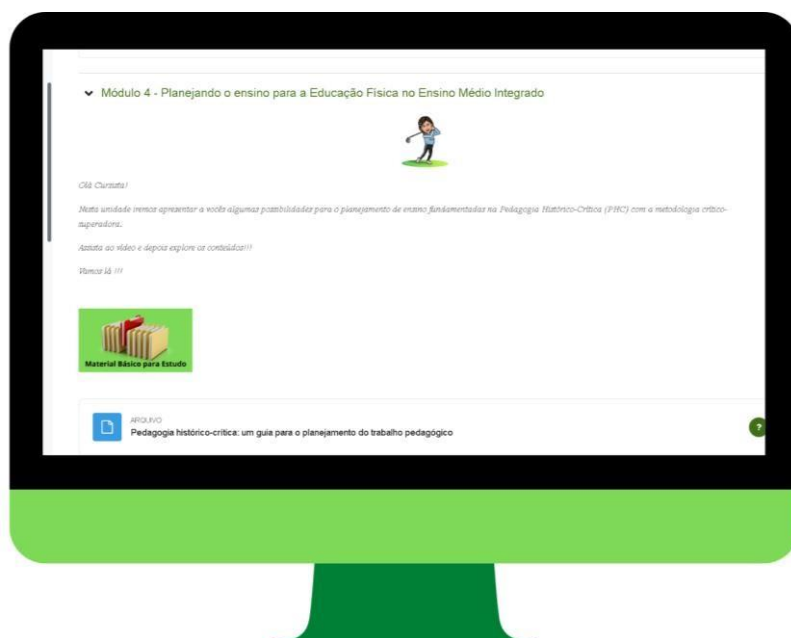 Módulo 4 - Planejando o ensino para a Educação Física no Ensino Médio Integrado
Olá Cursista!
Nesta unidade iremos apresentar a vocês algumas possibilidades para o planejamento de ensino fundamentadas na Pedagogia Histórico-Crítica (PHC) com a metodologia crítico-
superadora.
Assista ao vídeo e depois explore os conteúdos!!!
Vamos lá !!!
Material Básico para Estudo
ARQUIVO
Pedagogia histórico-crítica: um guia para o planejamento do trabalho pedagógico
?